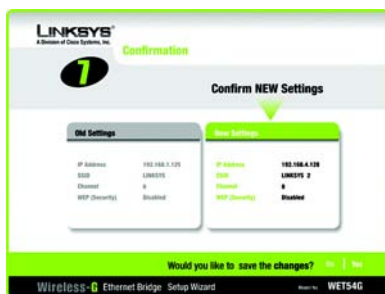 LINKSYS®
A Division of Cisco Systems, Inc.
Confirmation
7
Confirm NEW Settings
Old Settings
IP Address 192.168.1.125
SSID LINKSYS
Channel 6
WEP (Security) Disabled
New Settings
IP Address 192.168.4.128
SSID LINKSYS 2
Channel 6
WEP (Security) Disabled
Would you like to save the changes? No | Yes
Wireless-G Ethernet Bridge Setup Wizard Model No. WET54G